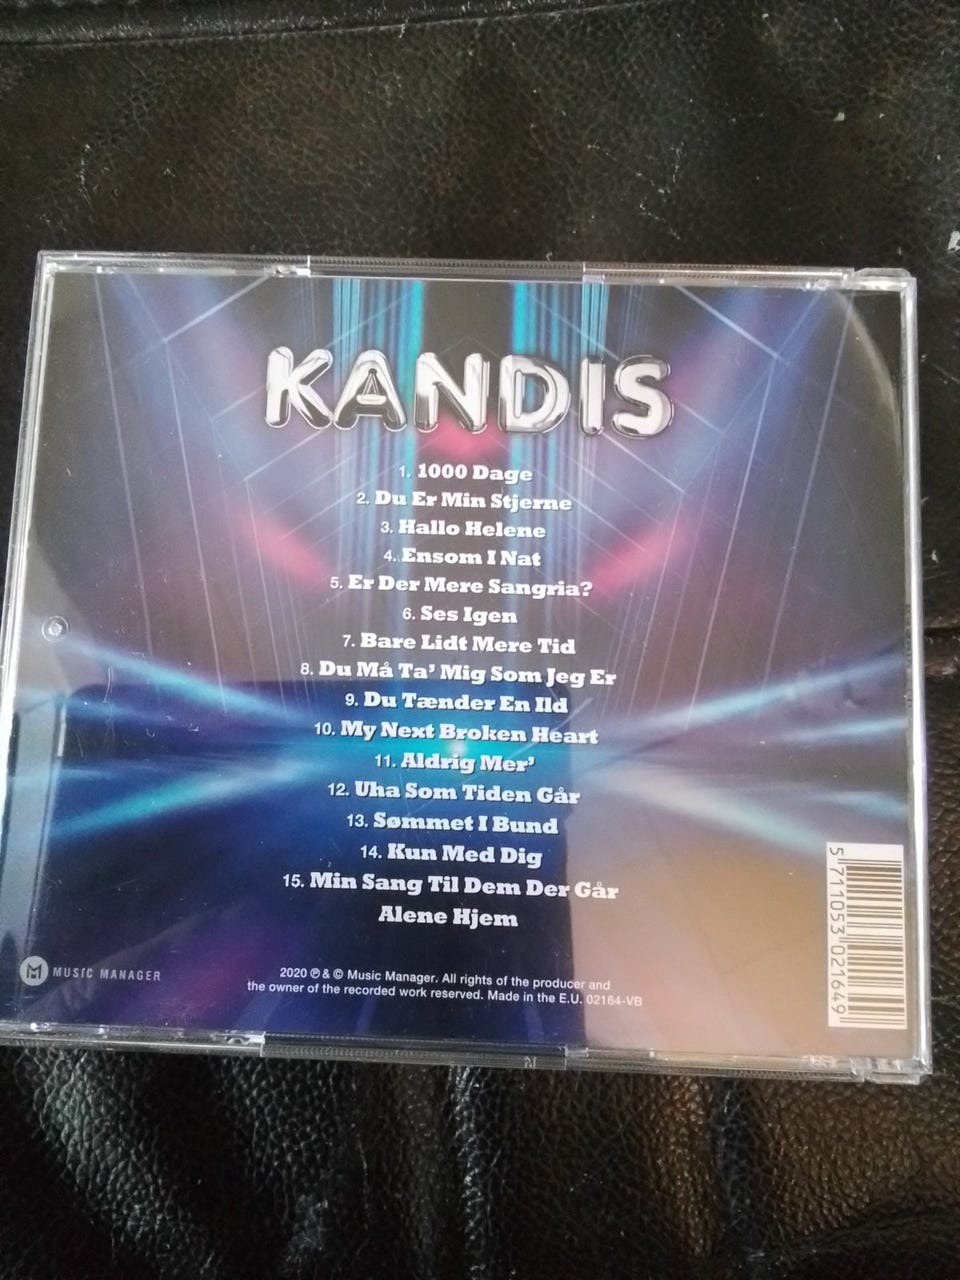 KANDIS
1. 1000 Dage
2. Du Er Min Stjerne
3. Hallo Helene
4. Ensom I Nat
5. Er Der Mere Sangria?
6. Ses Igen
7. Bare Lidt Mere Tid
8. Du Må Ta' Mig Som Jeg Er
9. Du Tænder En Ild
10. My Next Broken Heart
11. Aldrig Mer'
12. Uha Som Tiden Går
13. Sømmet I Bund
14. Kun Med Dig
15. Min Sang Til Dem Der Går
Alene Hjem
M MUSIC MANAGER
2020 ℗ & © Music Manager. All rights of the producer and
the owner of the recorded work reserved. Made in the E.U. 02164-VB
5 711053 021649